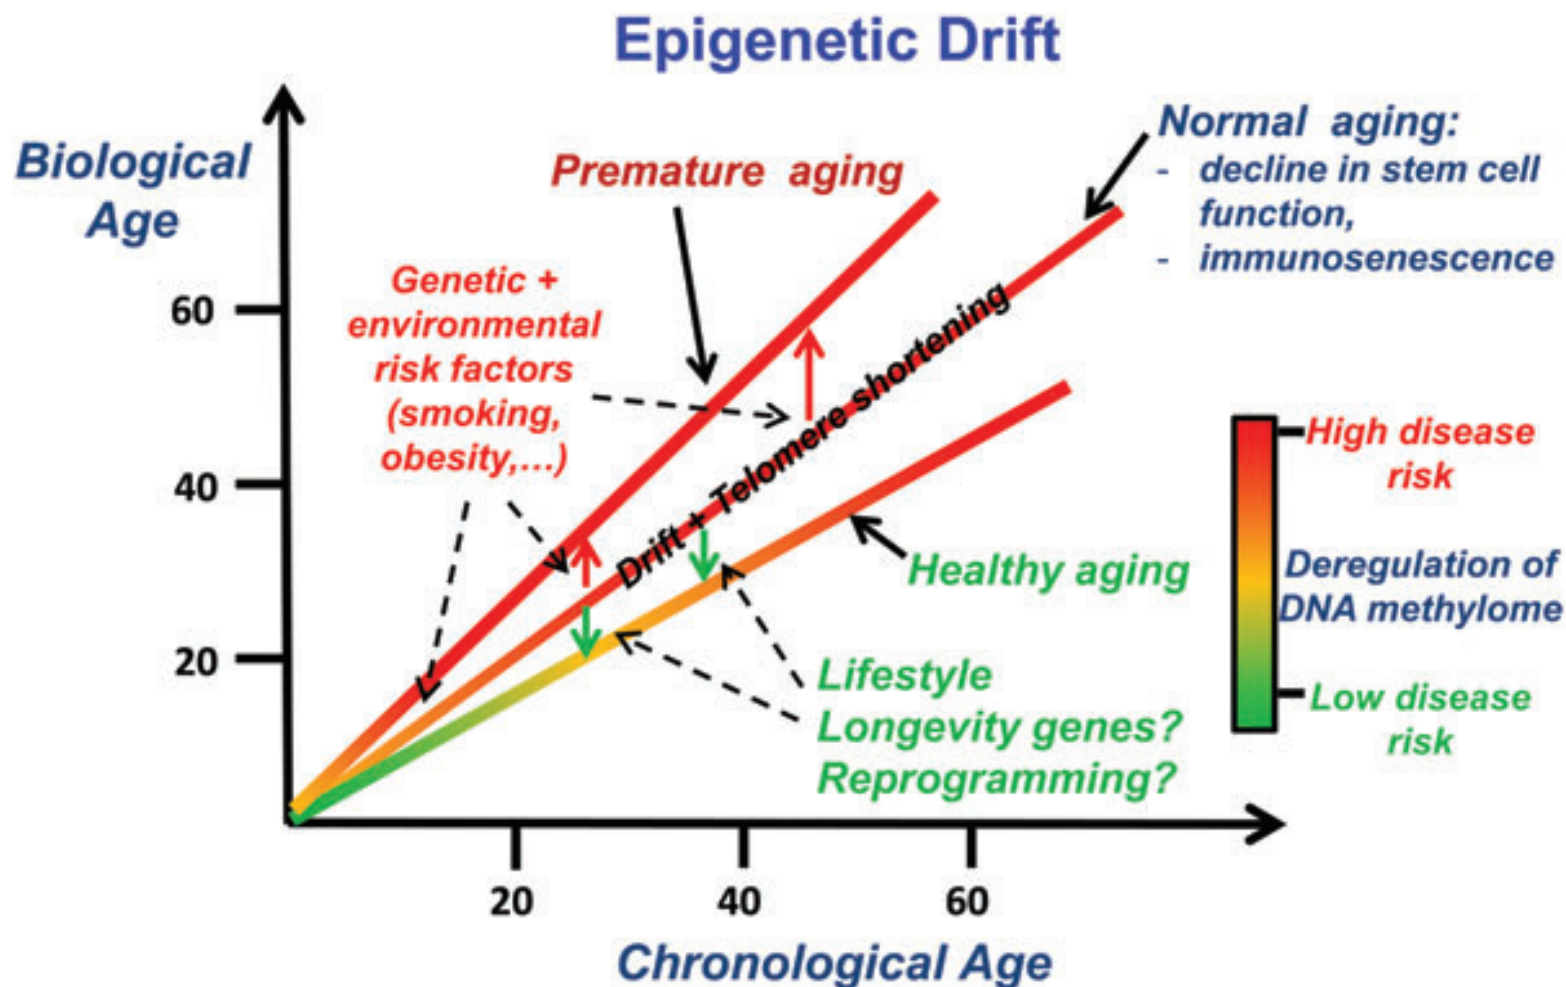 Epigenetic Drift
Biological
Age
Premature aging
Normal aging:
- decline in stem cell
function,
- immunosenescence
Genetic +
environmental
risk factors
(smoking,
obesity,...)
Drift + Telomere shortening
60
40
20
Healthy aging
Lifestyle
Longevity genes?
Reprogramming?
High disease
risk
Deregulation of
DNA methylome
Low disease
risk
20
40
60
Chronological Age